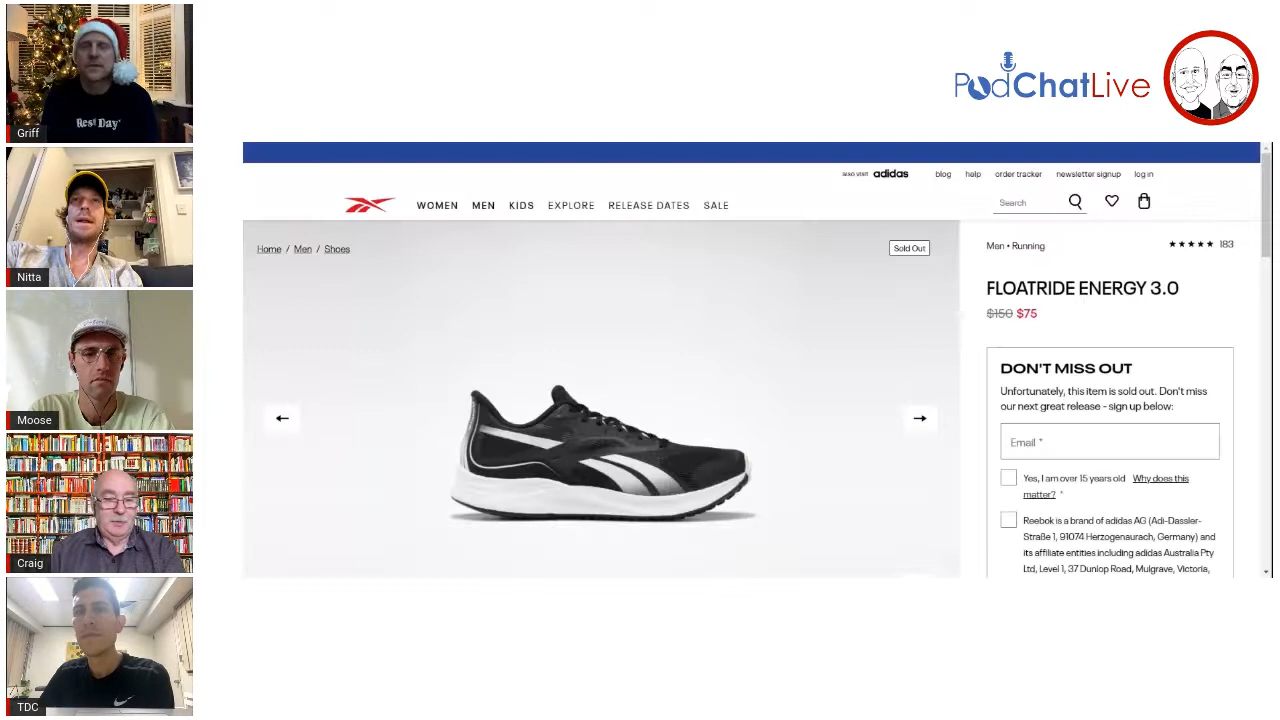 Rest Day
Griff
Nitta
Moose
Craig
TDC
PodChatLive
also visit adidas
blog
help
order tracker
newsletter signup
log in
WOMEN
MEN
KIDS
EXPLORE
RELEASE DATES
SALE
Search
Home / Men / Shoes
Sold Out
Men • Running
183
FLOATRIDE ENERGY 3.0
$150 $75
DON'T MISS OUT
Unfortunately, this item is sold out. Don't miss
our next great release - sign up below:
Email *
Yes, I am over 15 years old Why does this
matter? *
Reebok is a brand of adidas AG (Adi-Dassler-
Straße 1, 91074 Herzogenaurach, Germany) and
its affiliate entities including adidas Australia Pty
Ltd, Level 1, 37 Dunlop Road, Mulgrave, Victoria,